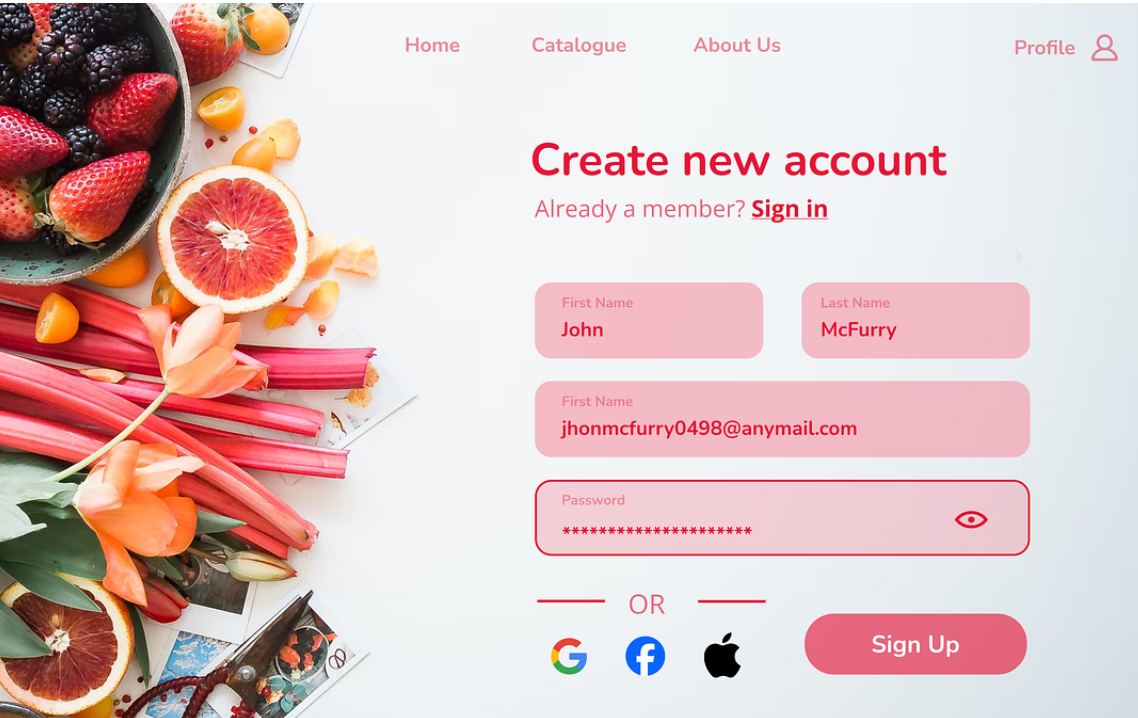 Home Catalogue About Us Profile
Create new account
Already a member? Sign in
First Name Last Name
John McFurry
First Name
jhonmcfurry0498@anymail.com
Password
*********************
OR
Sign Up